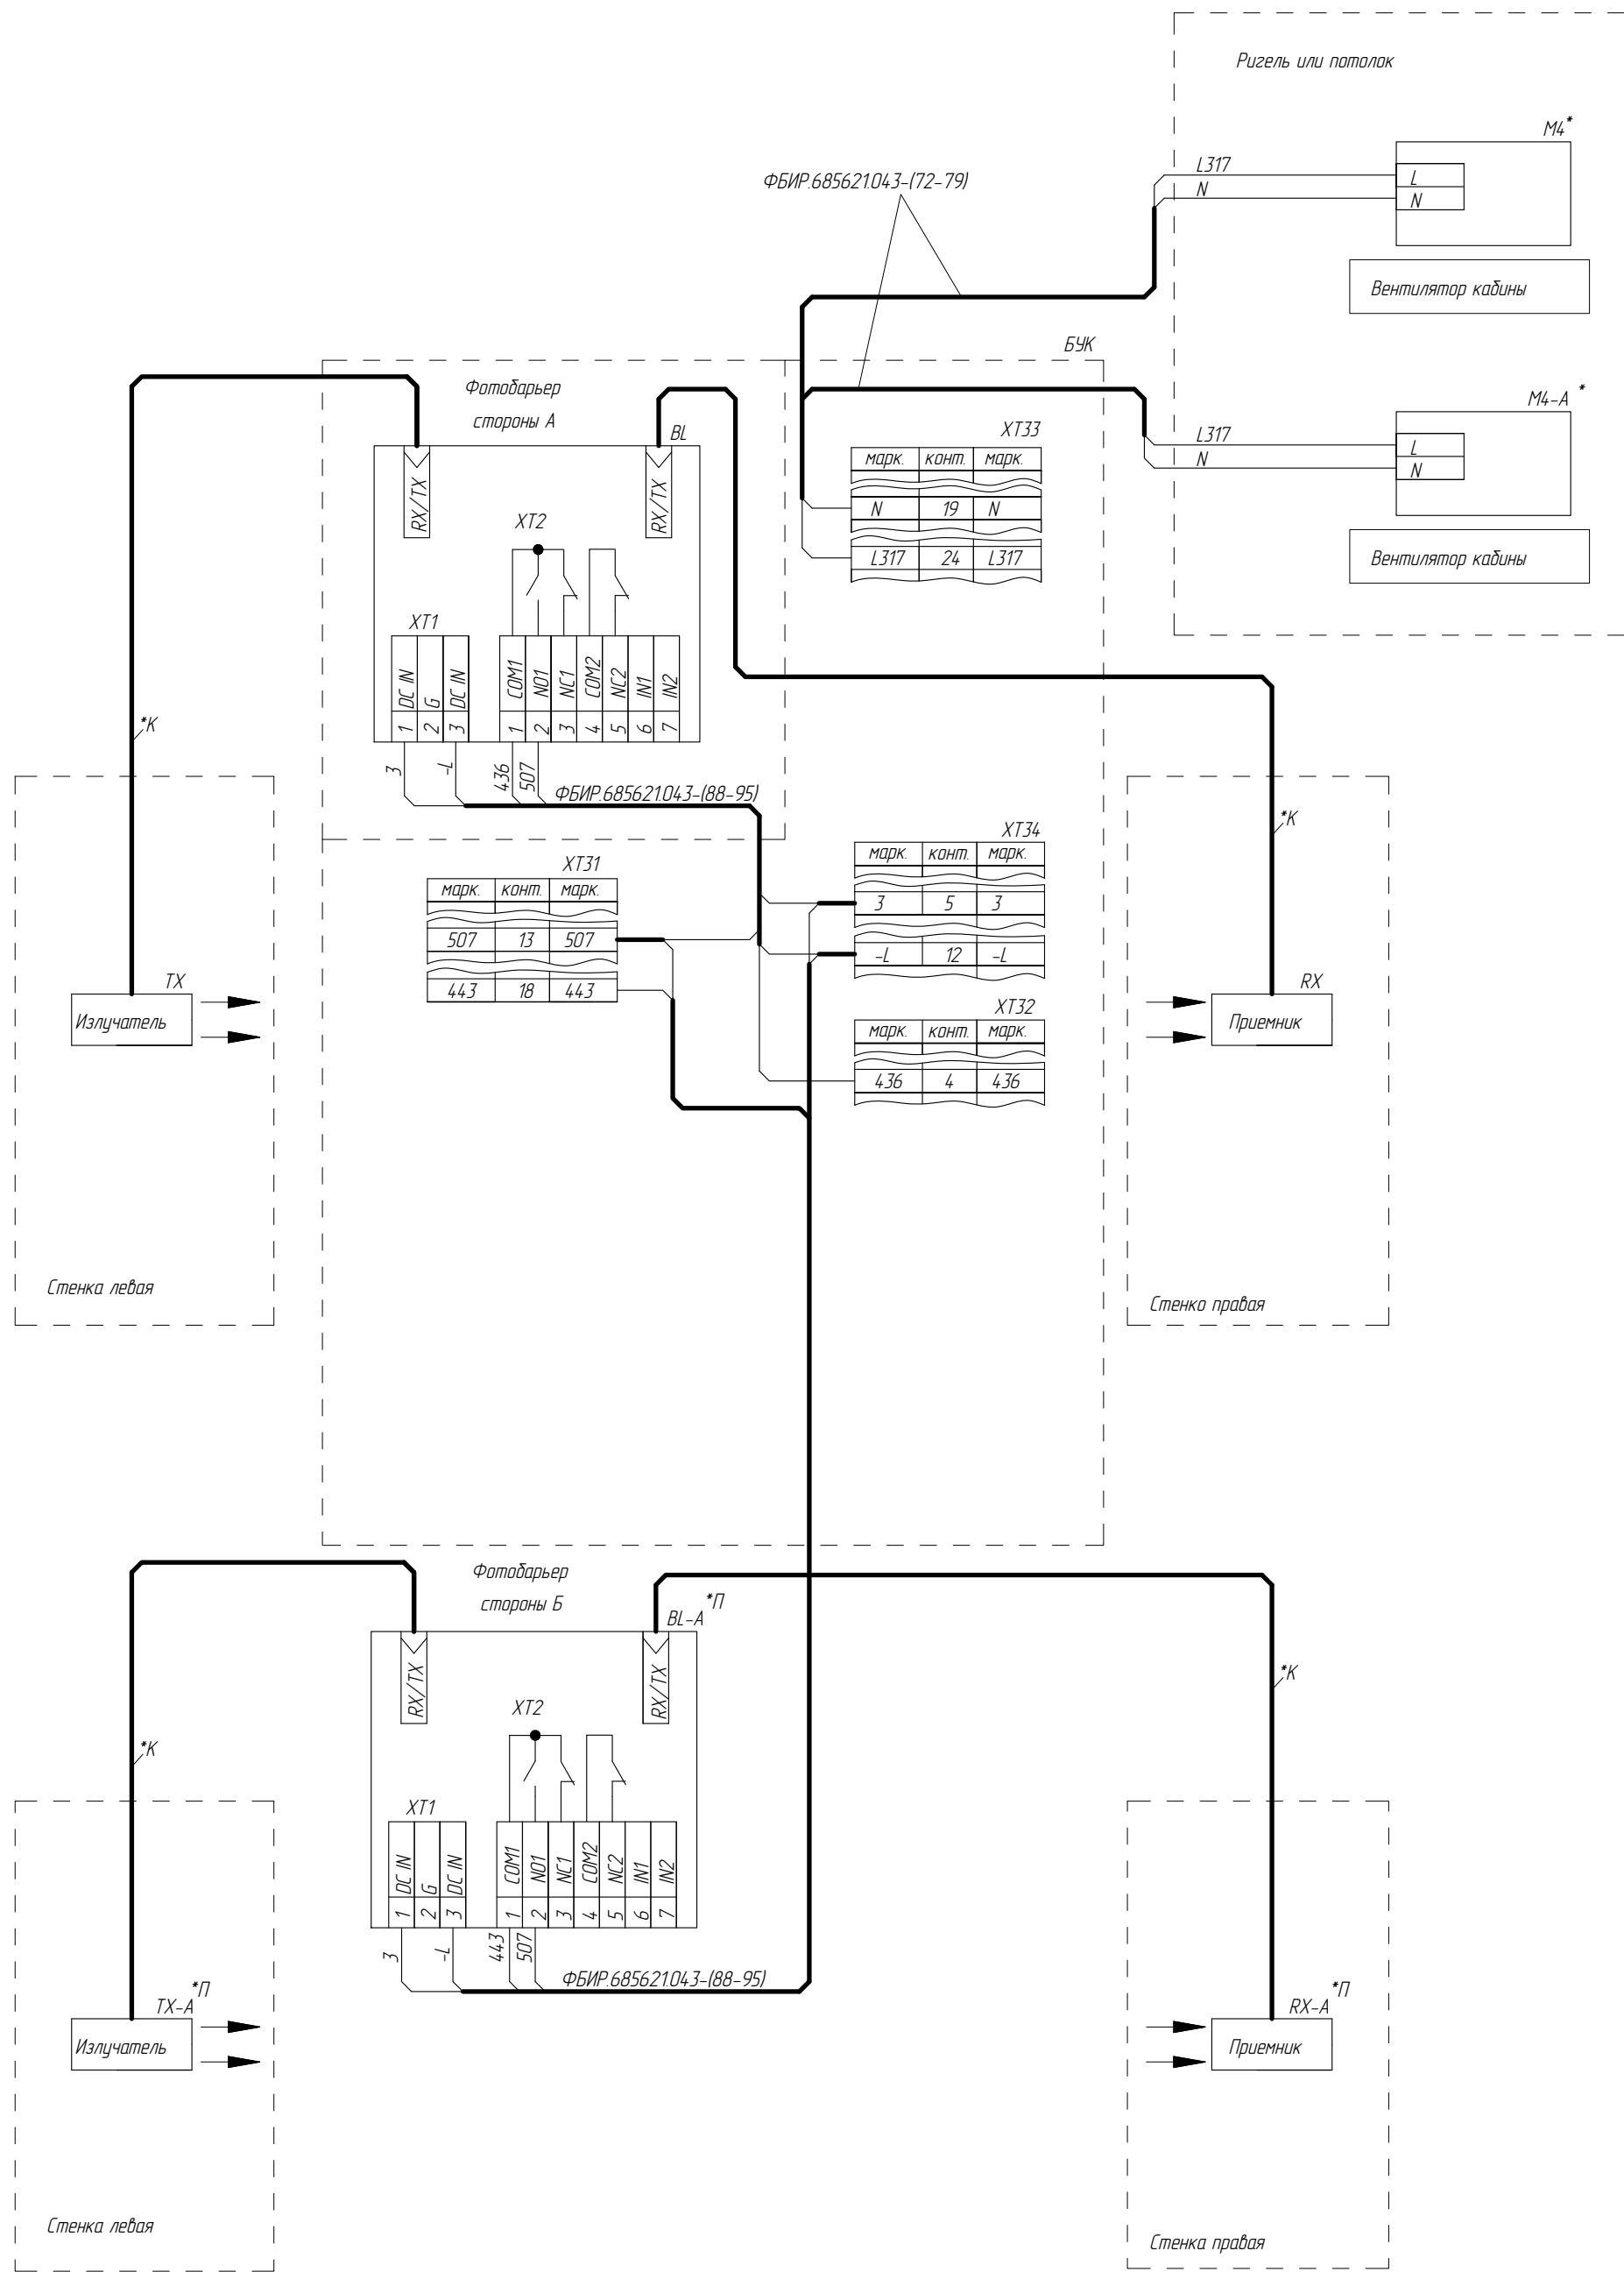 Ригель или потолок
М4*
ФБИР.685621.043-(72-79)
L317
N
L
N
Вентилятор кабины
БУК
Фотобарьер
стороны А
BL
М4-А *
L317
N
L
N
Вентилятор кабины
XT33
марк. конт. марк.
N 19 N
L317 24 L317
RX/TX
RX/TX
XT2
XT1
DC IN
G
DC IN
COM1
NO1
NC1
COM2
NC2
IN1
IN2
1 2 3
1 2 3 4 5 6 7
*К
3
-L
436
507
ФБИР.685621.043-(88-95)
*К
XT34
марк. конт. марк.
3 5 3
-L 12 -L
XT31
марк. конт. марк.
507 13 507
443 18 443
TX
Излучатель
RX
Приемник
XT32
марк. конт. марк.
436 4 436
Стенка левая
Стенко правая
Фотобарьер
стороны Б
BL-А *П
RX/TX
RX/TX
XT2
*К
*К
XT1
DC IN
G
DC IN
COM1
NO1
NC1
COM2
NC2
IN1
IN2
1 2 3
1 2 3 4 5 6 7
3
-L
443
507
ФБИР.685621.043-(88-95)
TX-А *П
Излучатель
RX-А *П
Приемник
Стенка левая
Стенка правая